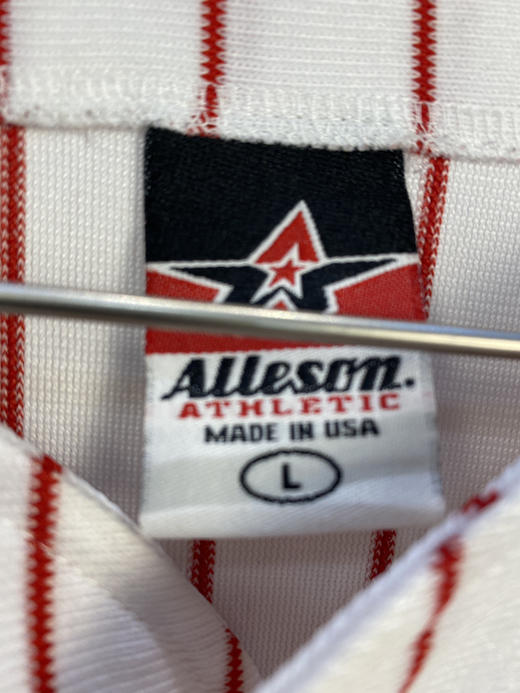 Alleson.
ATHLETIC
MADE IN USA
L